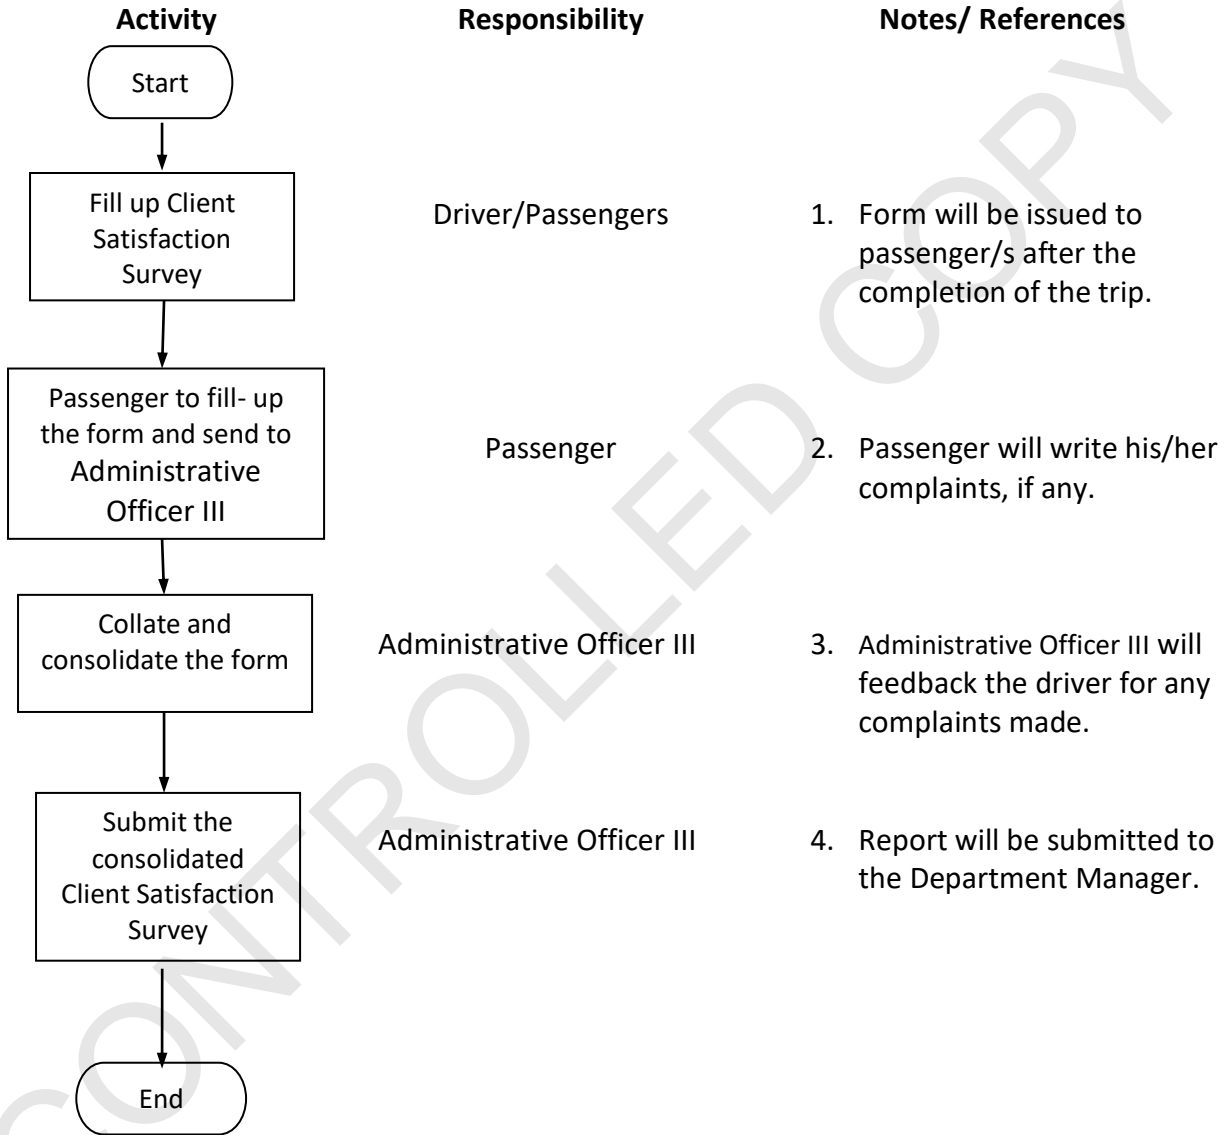 Activity Responsibility Notes/ References
Start
Fill up Client
Satisfaction
Survey
Driver/Passengers
1. Form will be issued to
passenger/s after the
completion of the trip.
Passenger to fill- up
the form and send to
Administrative
Officer III
Passenger
2. Passenger will write his/her
complaints, if any.
Collate and
consolidate the form
Administrative Officer III
3. Administrative Officer III will
feedback the driver for any
complaints made.
Submit the
consolidated
Client Satisfaction
Survey
Administrative Officer III
4. Report will be submitted to
the Department Manager.
End
CONTROLLED COPY